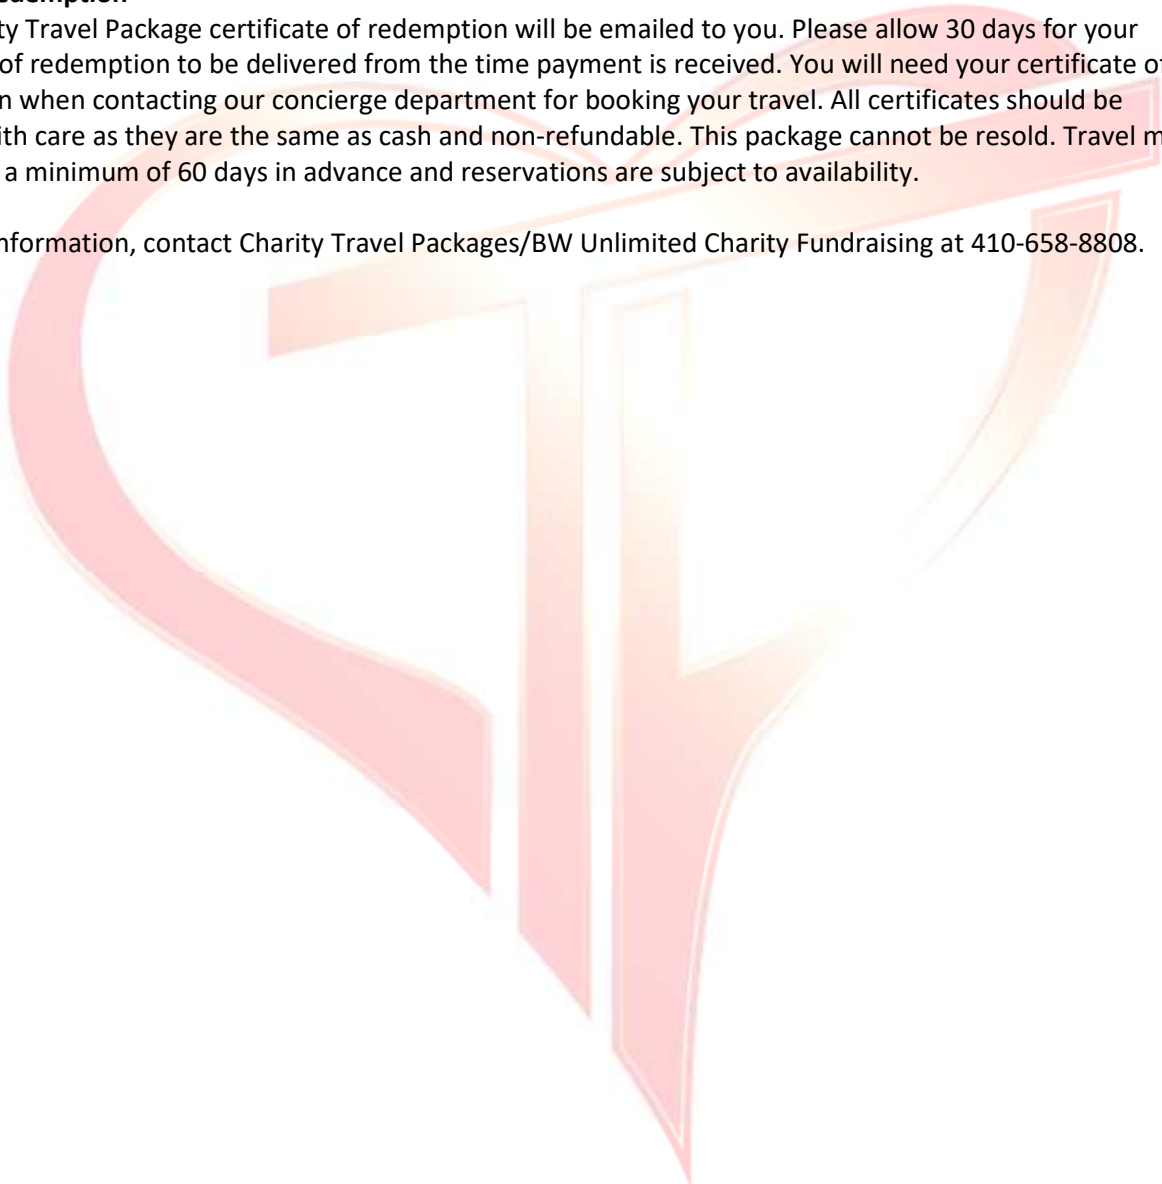 edemption
ty Travel Package certificate of redemption will be emailed to you. Please allow 30 days for your
of redemption to be delivered from the time payment is received. You will need your certificate of
n when contacting our concierge department for booking your travel. All certificates should be
ith care as they are the same as cash and non-refundable. This package cannot be resold. Travel m
a minimum of 60 days in advance and reservations are subject to availability.
nformation, contact Charity Travel Packages/BW Unlimited Charity Fundraising at 410-658-8808.